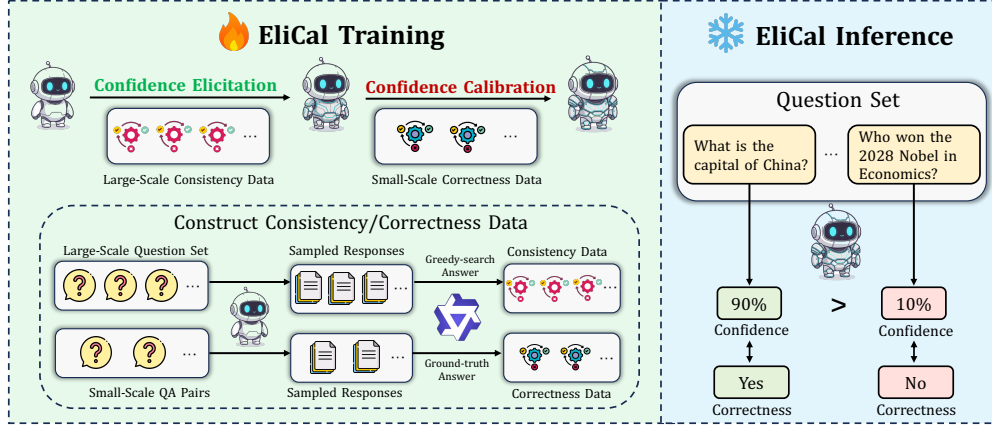 EliCal Training
Confidence Elicitation
Confidence Calibration
...
...
Large-Scale Consistency Data
Small-Scale Correctness Data
Construct Consistency/Correctness Data
Large-Scale Question Set
Sampled Responses
Greedy-search
Answer
Consistency Data
? ? ? ...
...
...
? ? ...
...
...
Small-Scale QA Pairs
Sampled Responses
Ground-truth
Answer
Correctness Data
EliCal Inference
Question Set
What is the
capital of China?
...
Who won the
2028 Nobel in
Economics?
90%
>
10%
Confidence
Confidence
Yes
No
Correctness
Correctness